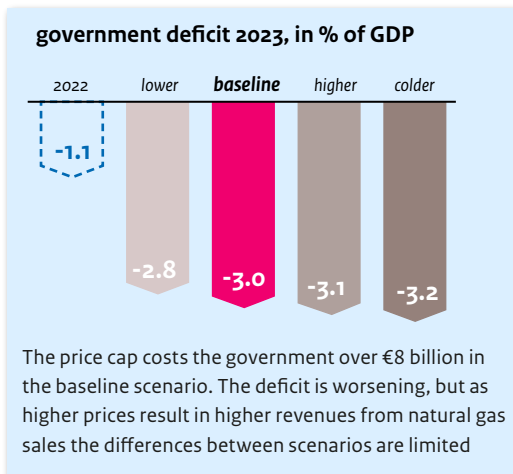 government deficit 2023, in % of GDP
2022 lower baseline higher colder
-1.1
-2.8 -3.0 -3.1 -3.2
The price cap costs the government over €8 billion in
the baseline scenario. The deficit is worsening, but as
higher prices result in higher revenues from natural gas
sales the differences between scenarios are limited